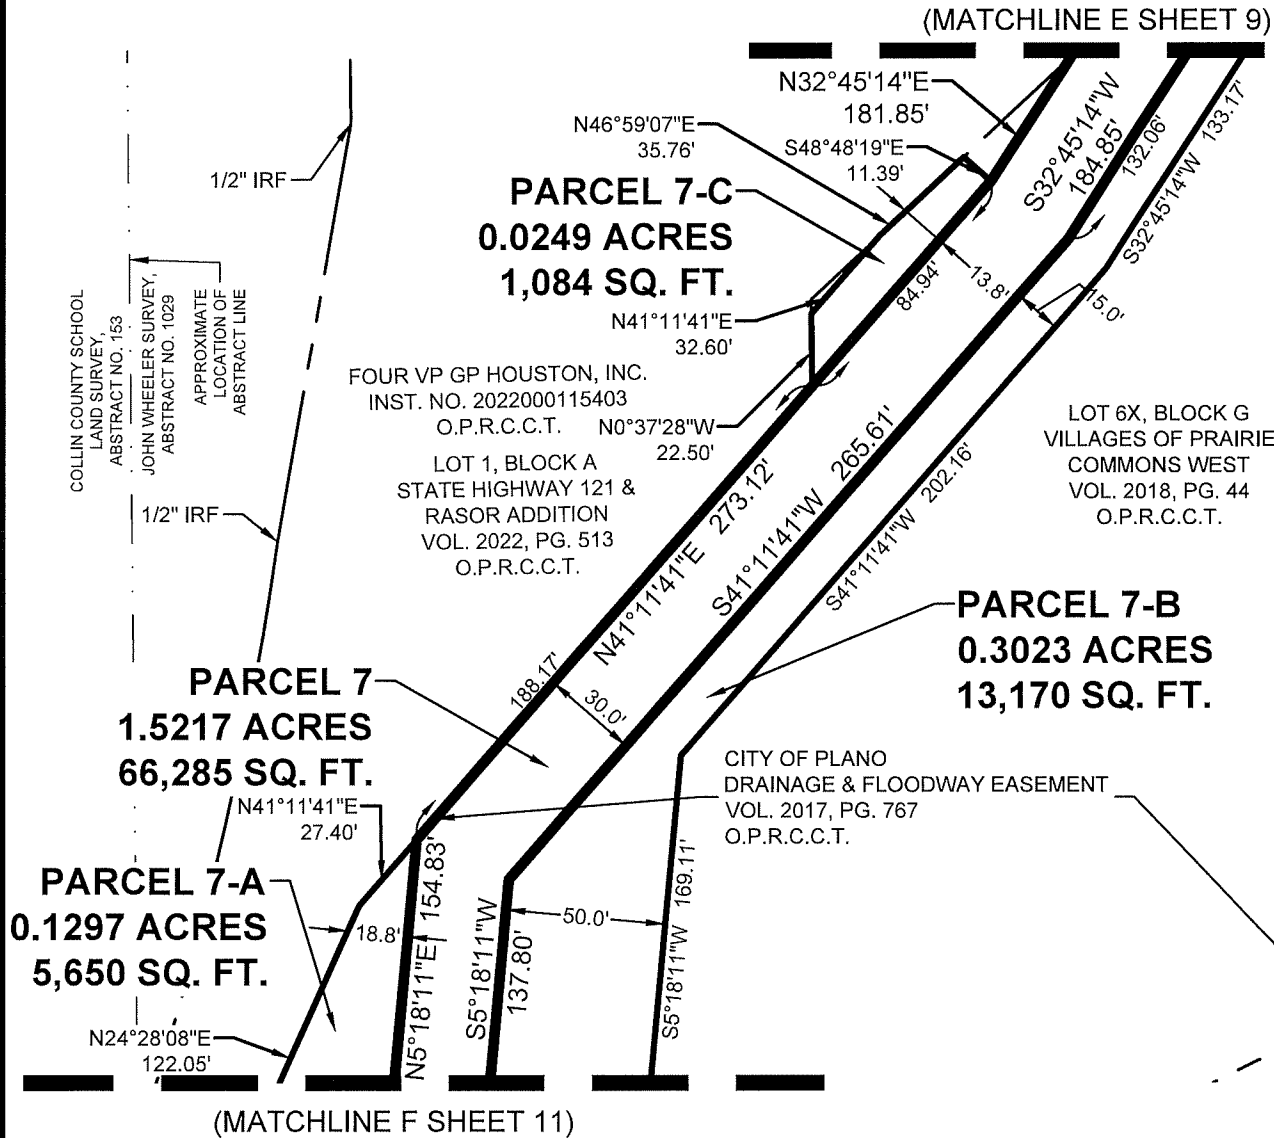 (MATCHLINE E SHEET 9)
N32°45'14"E
181.85'
N46°59'07"E
35.76'
S48°48'19"E
11.39'
S32°45'14"W
184.85'
132.06'
S32°45'14"W 133.17'
1/2" IRF
PARCEL 7-C
0.0249 ACRES
1,084 SQ. FT.
84.94'
13.8'
15.0'
COLLIN COUNTY SCHOOL
LAND SURVEY,
ABSTRACT NO. 153
JOHN WHEELER SURVEY,
ABSTRACT NO. 1029
APPROXIMATE
LOCATION OF
ABSTRACT LINE
N41°11'41"E
32.60'
FOUR VP GP HOUSTON, INC.
INST. NO. 2022000115403
O.P.R.C.C.T.
N0°37'28"W
22.50'
LOT 1, BLOCK A
STATE HIGHWAY 121 &
RASOR ADDITION
VOL. 2022, PG. 513
O.P.R.C.C.T.
LOT 6X, BLOCK G
VILLAGES OF PRAIRIE
COMMONS WEST
VOL. 2018, PG. 44
O.P.R.C.C.T.
1/2" IRF
N41°11'41"E 273.12'
S41°11'41"W 265.61'
S41°11'41"W 202.16'
PARCEL 7-B
0.3023 ACRES
13,170 SQ. FT.
188.17'
30.0'
PARCEL 7
1.5217 ACRES
66,285 SQ. FT.
CITY OF PLANO
DRAINAGE & FLOODWAY EASEMENT
VOL. 2017, PG. 767
O.P.R.C.C.T.
N41°11'41"E
27.40'
PARCEL 7-A
0.1297 ACRES
5,650 SQ. FT.
18.8'
N5°18'11"E 154.83'
S5°18'11"W
137.80'
50.0'
S5°18'11"W 169.11'
N24°28'08"E
122.05'
(MATCHLINE F SHEET 11)